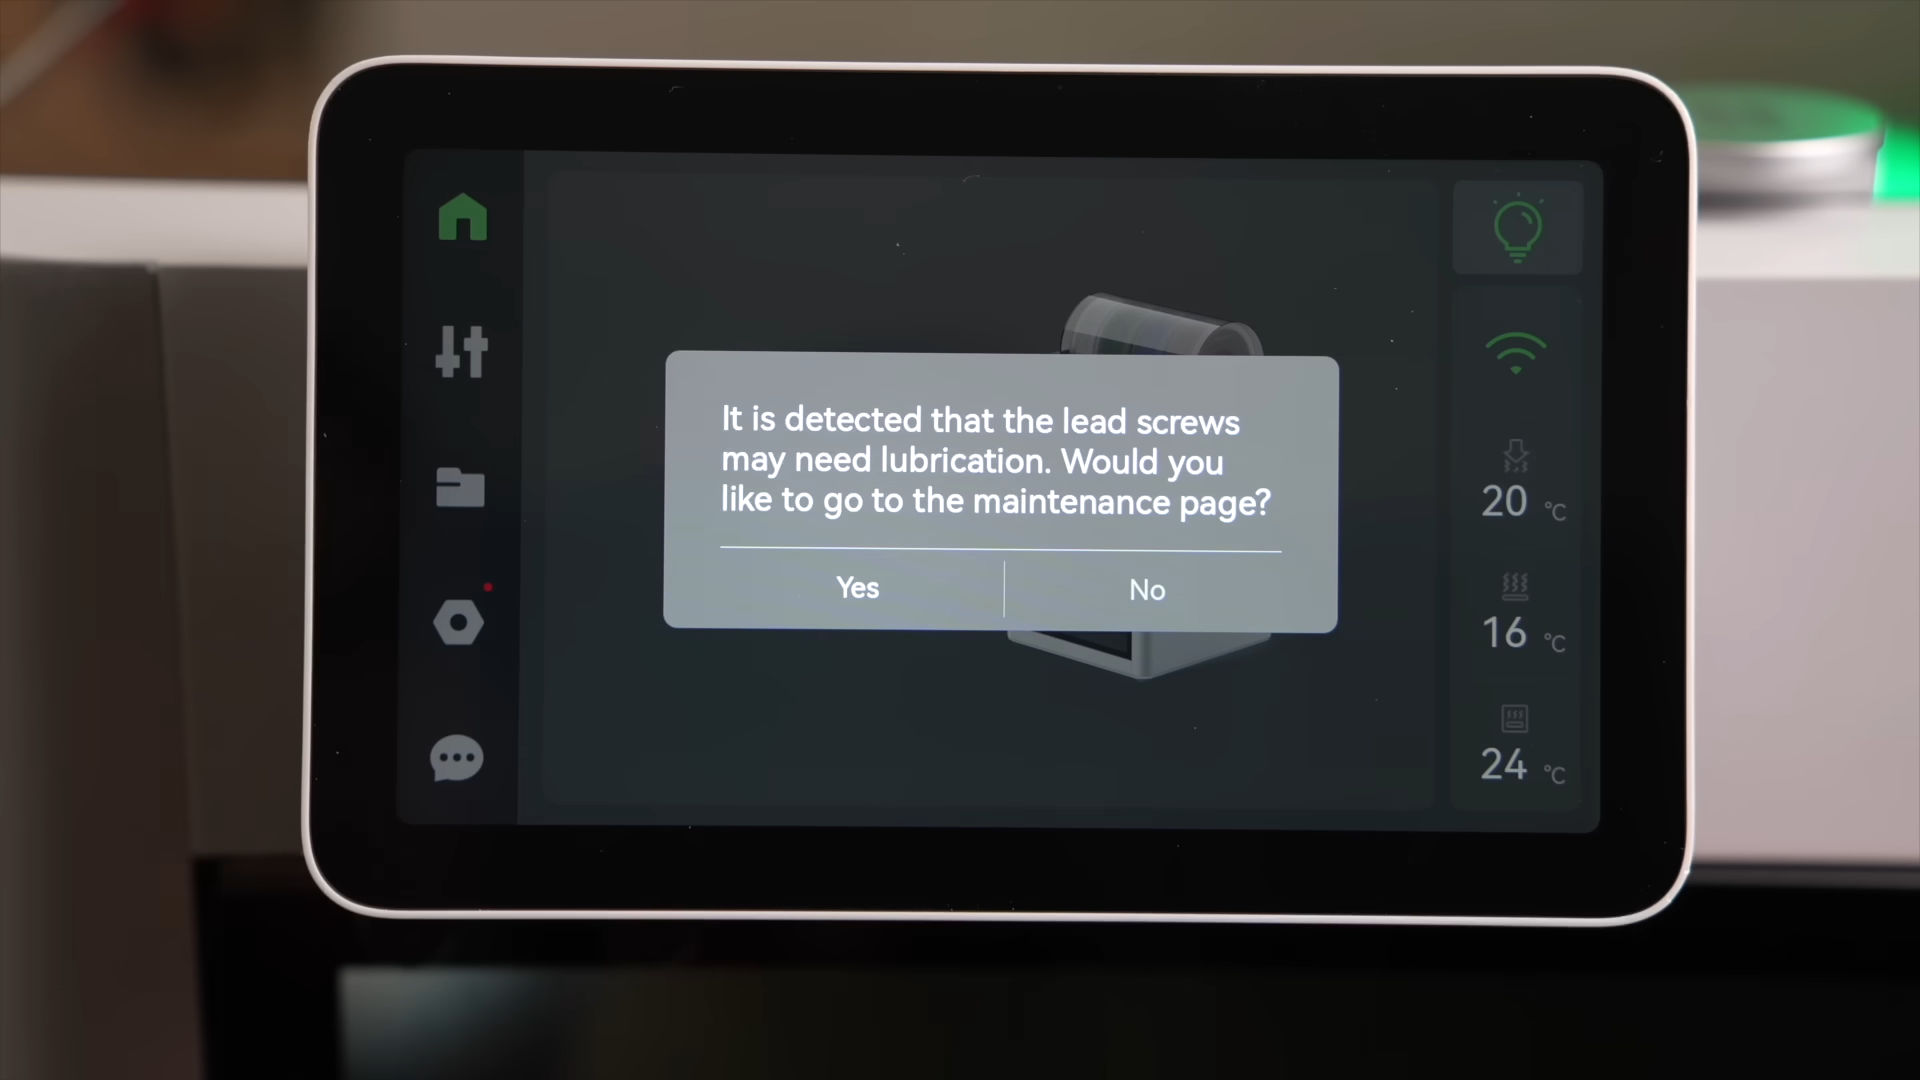 It is detected that the lead screws
may need lubrication. Would you
like to go to the maintenance page?
Yes
No
20 °C
16 °C
24 °C